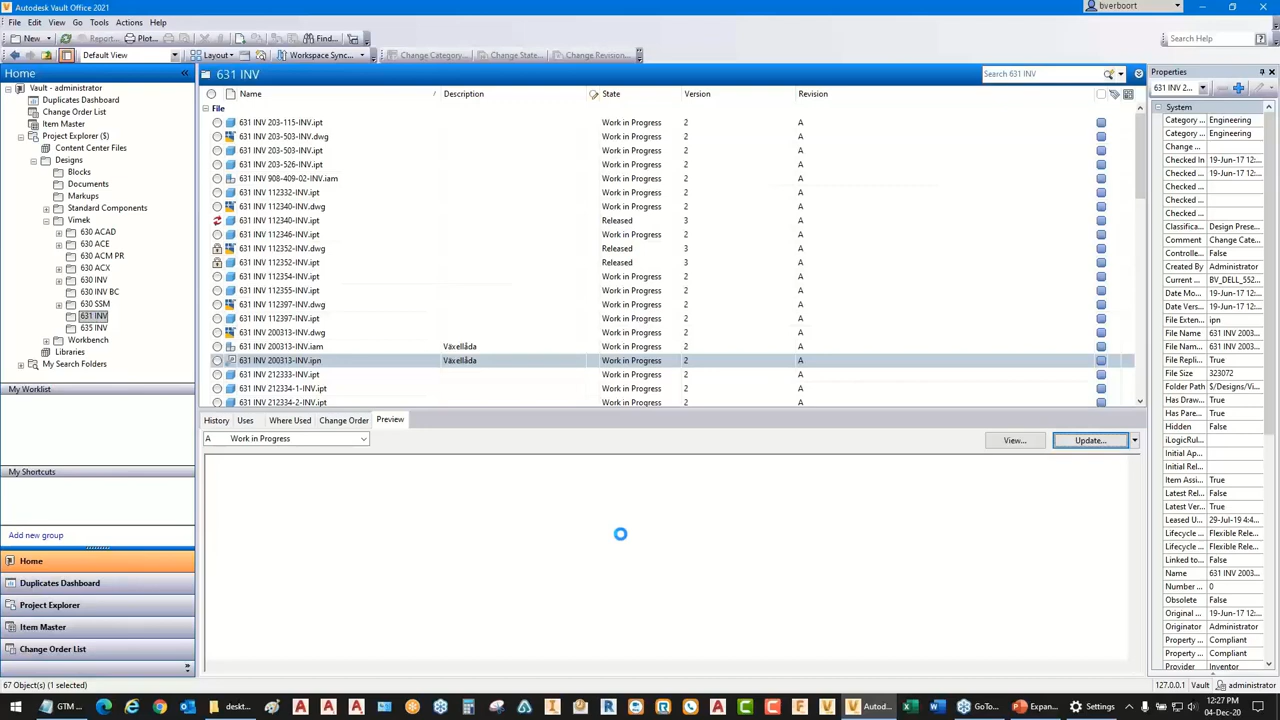 Autodesk Vault Office 2021
bverboort
File Edit View Go Tools Actions Help
New Report... Plot... Find...
Search Help
Default View Layout Workspace Sync... Change Category... Change State... Change Revision...
Home
Vault - administrator
Duplicates Dashboard
Change Order List
Item Master
Project Explorer ($)
Content Center Files
Designs
Blocks
Documents
Markups
Standard Components
Vimek
630 ACAD
630 ACE
630 ACM PR
630 ACX
630 INV
630 INV BC
630 SSM
631 INV
635 INV
Workbench
Libraries
My Search Folders
My Worklist
My Shortcuts
Add new group
Home
Duplicates Dashboard
Project Explorer
Item Master
Change Order List
631 INV
Search 631 INV
Name Description State Version Revision
File
631 INV 203-115-INV.ipt Work in Progress 2 A
631 INV 203-503-INV.dwg Work in Progress 2 A
631 INV 203-503-INV.ipt Work in Progress 2 A
631 INV 203-526-INV.ipt Work in Progress 2 A
631 INV 908-409-02-INV.iam Work in Progress 2 A
631 INV 112332-INV.ipt Work in Progress 2 A
631 INV 112340-INV.dwg Work in Progress 2 A
631 INV 112340-INV.ipt Released 3 A
631 INV 112346-INV.ipt Work in Progress 2 A
631 INV 112352-INV.dwg Released 3 A
631 INV 112352-INV.ipt Released 3 A
631 INV 112354-INV.ipt Work in Progress 2 A
631 INV 112355-INV.ipt Work in Progress 2 A
631 INV 112397-INV.dwg Work in Progress 2 A
631 INV 112397-INV.ipt Work in Progress 2 A
631 INV 200313-INV.dwg Work in Progress 2 A
631 INV 200313-INV.iam Växellåda Work in Progress 2 A
631 INV 200313-INV.ipn Växellåda Work in Progress 2 A
631 INV 212333-INV.ipt Work in Progress 2 A
631 INV 212334-1-INV.ipt Work in Progress 2 A
631 INV 212334-2-INV.ipt Work in Progress 2 A
History Uses Where Used Change Order Preview
A Work in Progress View... Update...
Properties
631 INV 2...
System
Category ... Engineering
Category ... Engineering
Change ...
Checked In 19-Jun-17 12:...
Checked ... 19-Jun-17 12:...
Checked ...
Checked ...
Checked ...
Classifica... Design Prese...
Comment Change Cate...
Controlle... False
Created By Administrator
Current ... BV_DELL_552...
Date Mo... 19-Jun-17 12:...
Date Vers... 19-Jun-17 12:...
File Exten... ipn
File Name 631 INV 2003...
File Name... 631 INV 2003...
File Repli... True
File Size 323072
Folder Path $/Designs/Vi...
Has Draw... True
Has Pare... True
Hidden False
iLogicRul...
Initial Ap...
Initial Rel...
Item Assi... True
Latest Rel... False
Latest Ver... True
Leased U... 29-Jul-19 4:4...
Lifecycle ... Flexible Rele...
Lifecycle ... Flexible Rele...
Linked to... False
Name 631 INV 2003...
Number ... 0
Obsolete False
Original ... 19-Jun-17 12:...
Originator Administrator
Property ... Compliant
Property ... Compliant
Provider Inventor
67 Object(s) (1 selected)
127.0.0.1 Vault administrator
GTM ... deskt... Autod... GoTo... Expan... Settings 12:27 PM
04-Dec-20